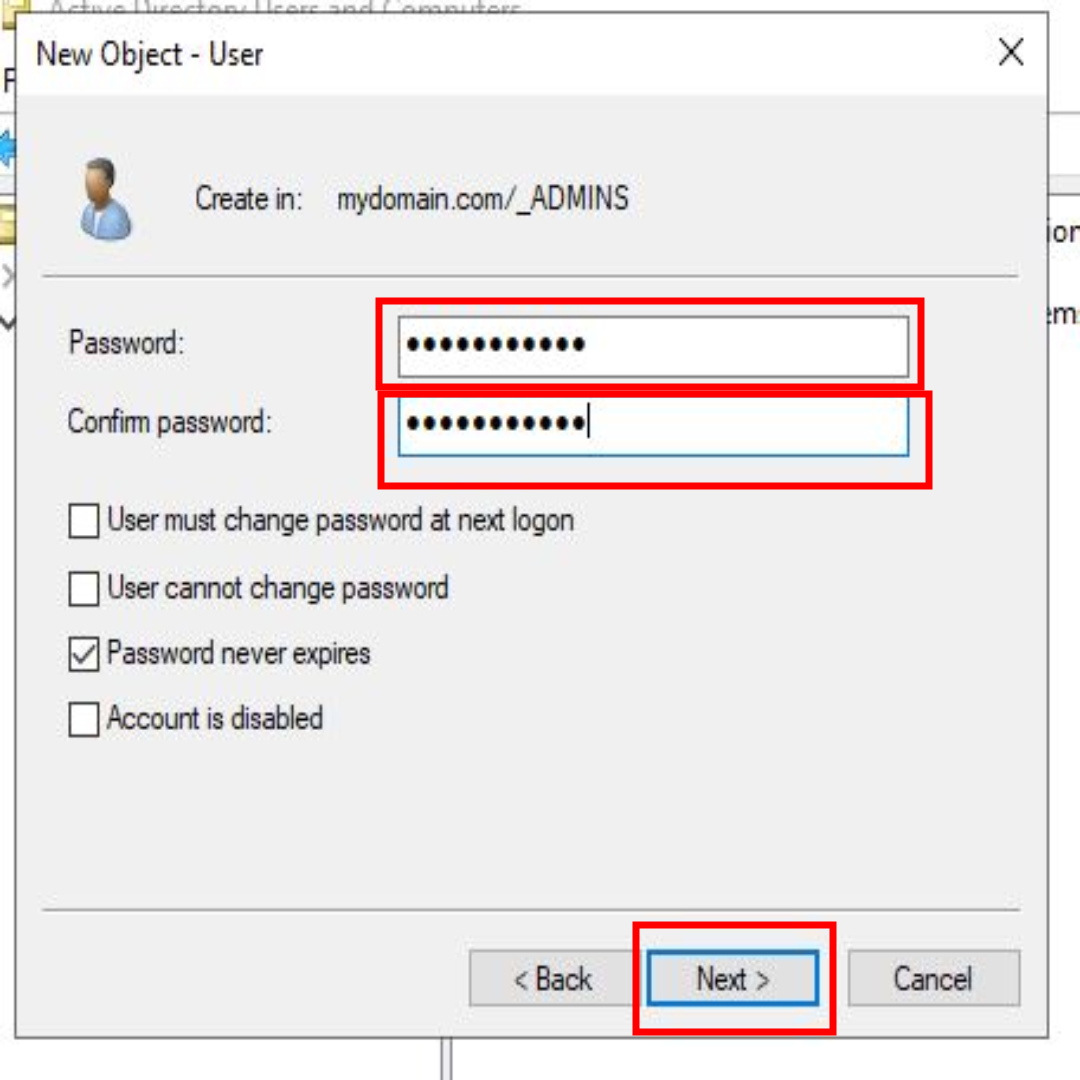 Active Directory Users and Computers
New Object - User
Create in: mydomain.com/_ADMINS
Password: ●●●●●●●●●●●
Confirm password: ●●●●●●●●●●●
User must change password at next logon
User cannot change password
Password never expires
Account is disabled
< Back Next > Cancel